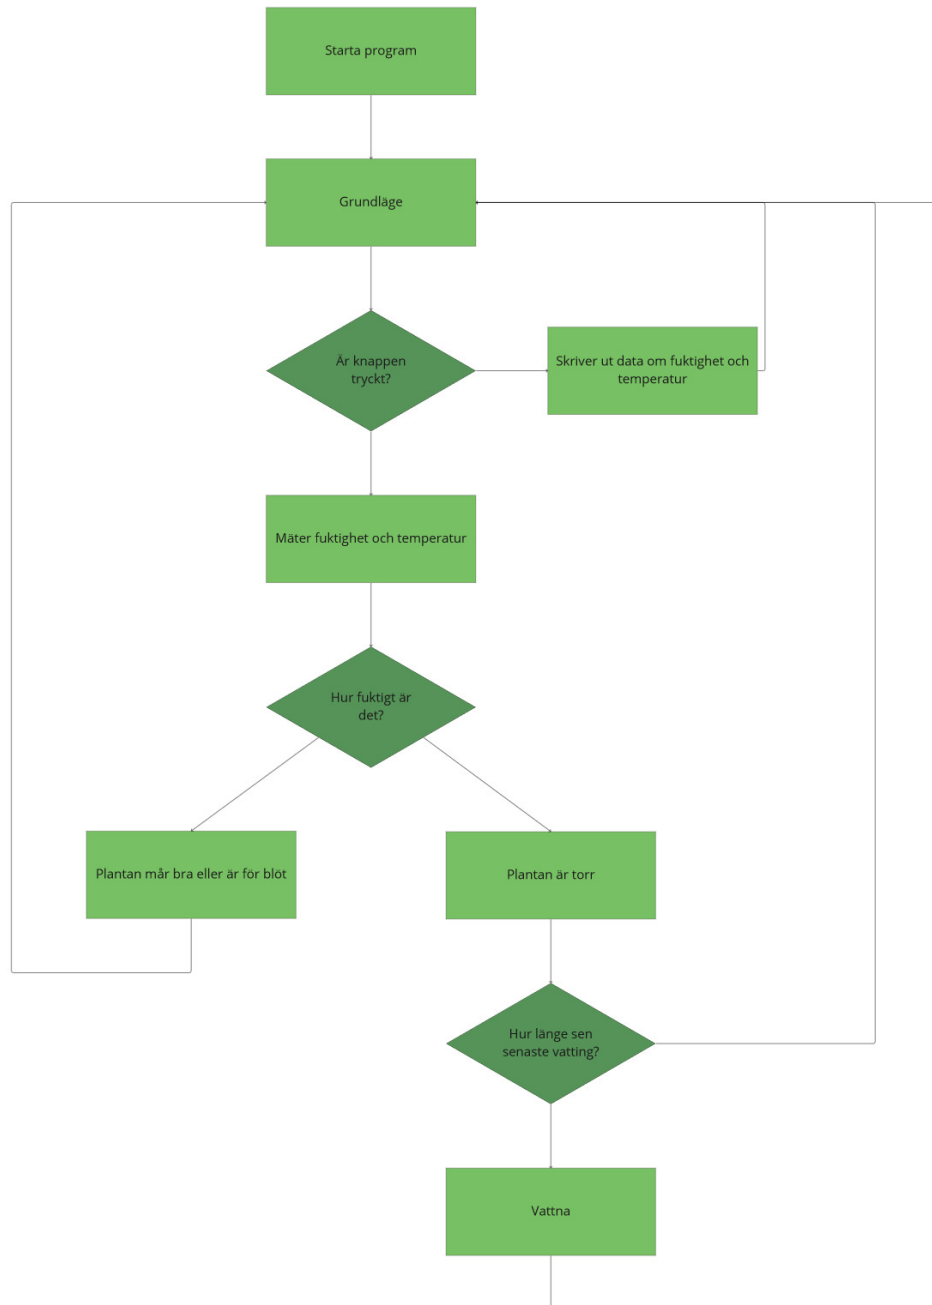 Starta program
Grundläge
Är knappen
tryckt?
Skriver ut data om fuktighet och
temperatur
Mäter fuktighet och temperatur
Hur fuktigt är
det?
Plantan mår bra eller är för blöt
Plantan är torr
Hur länge sen
senaste vatting?
Vattna